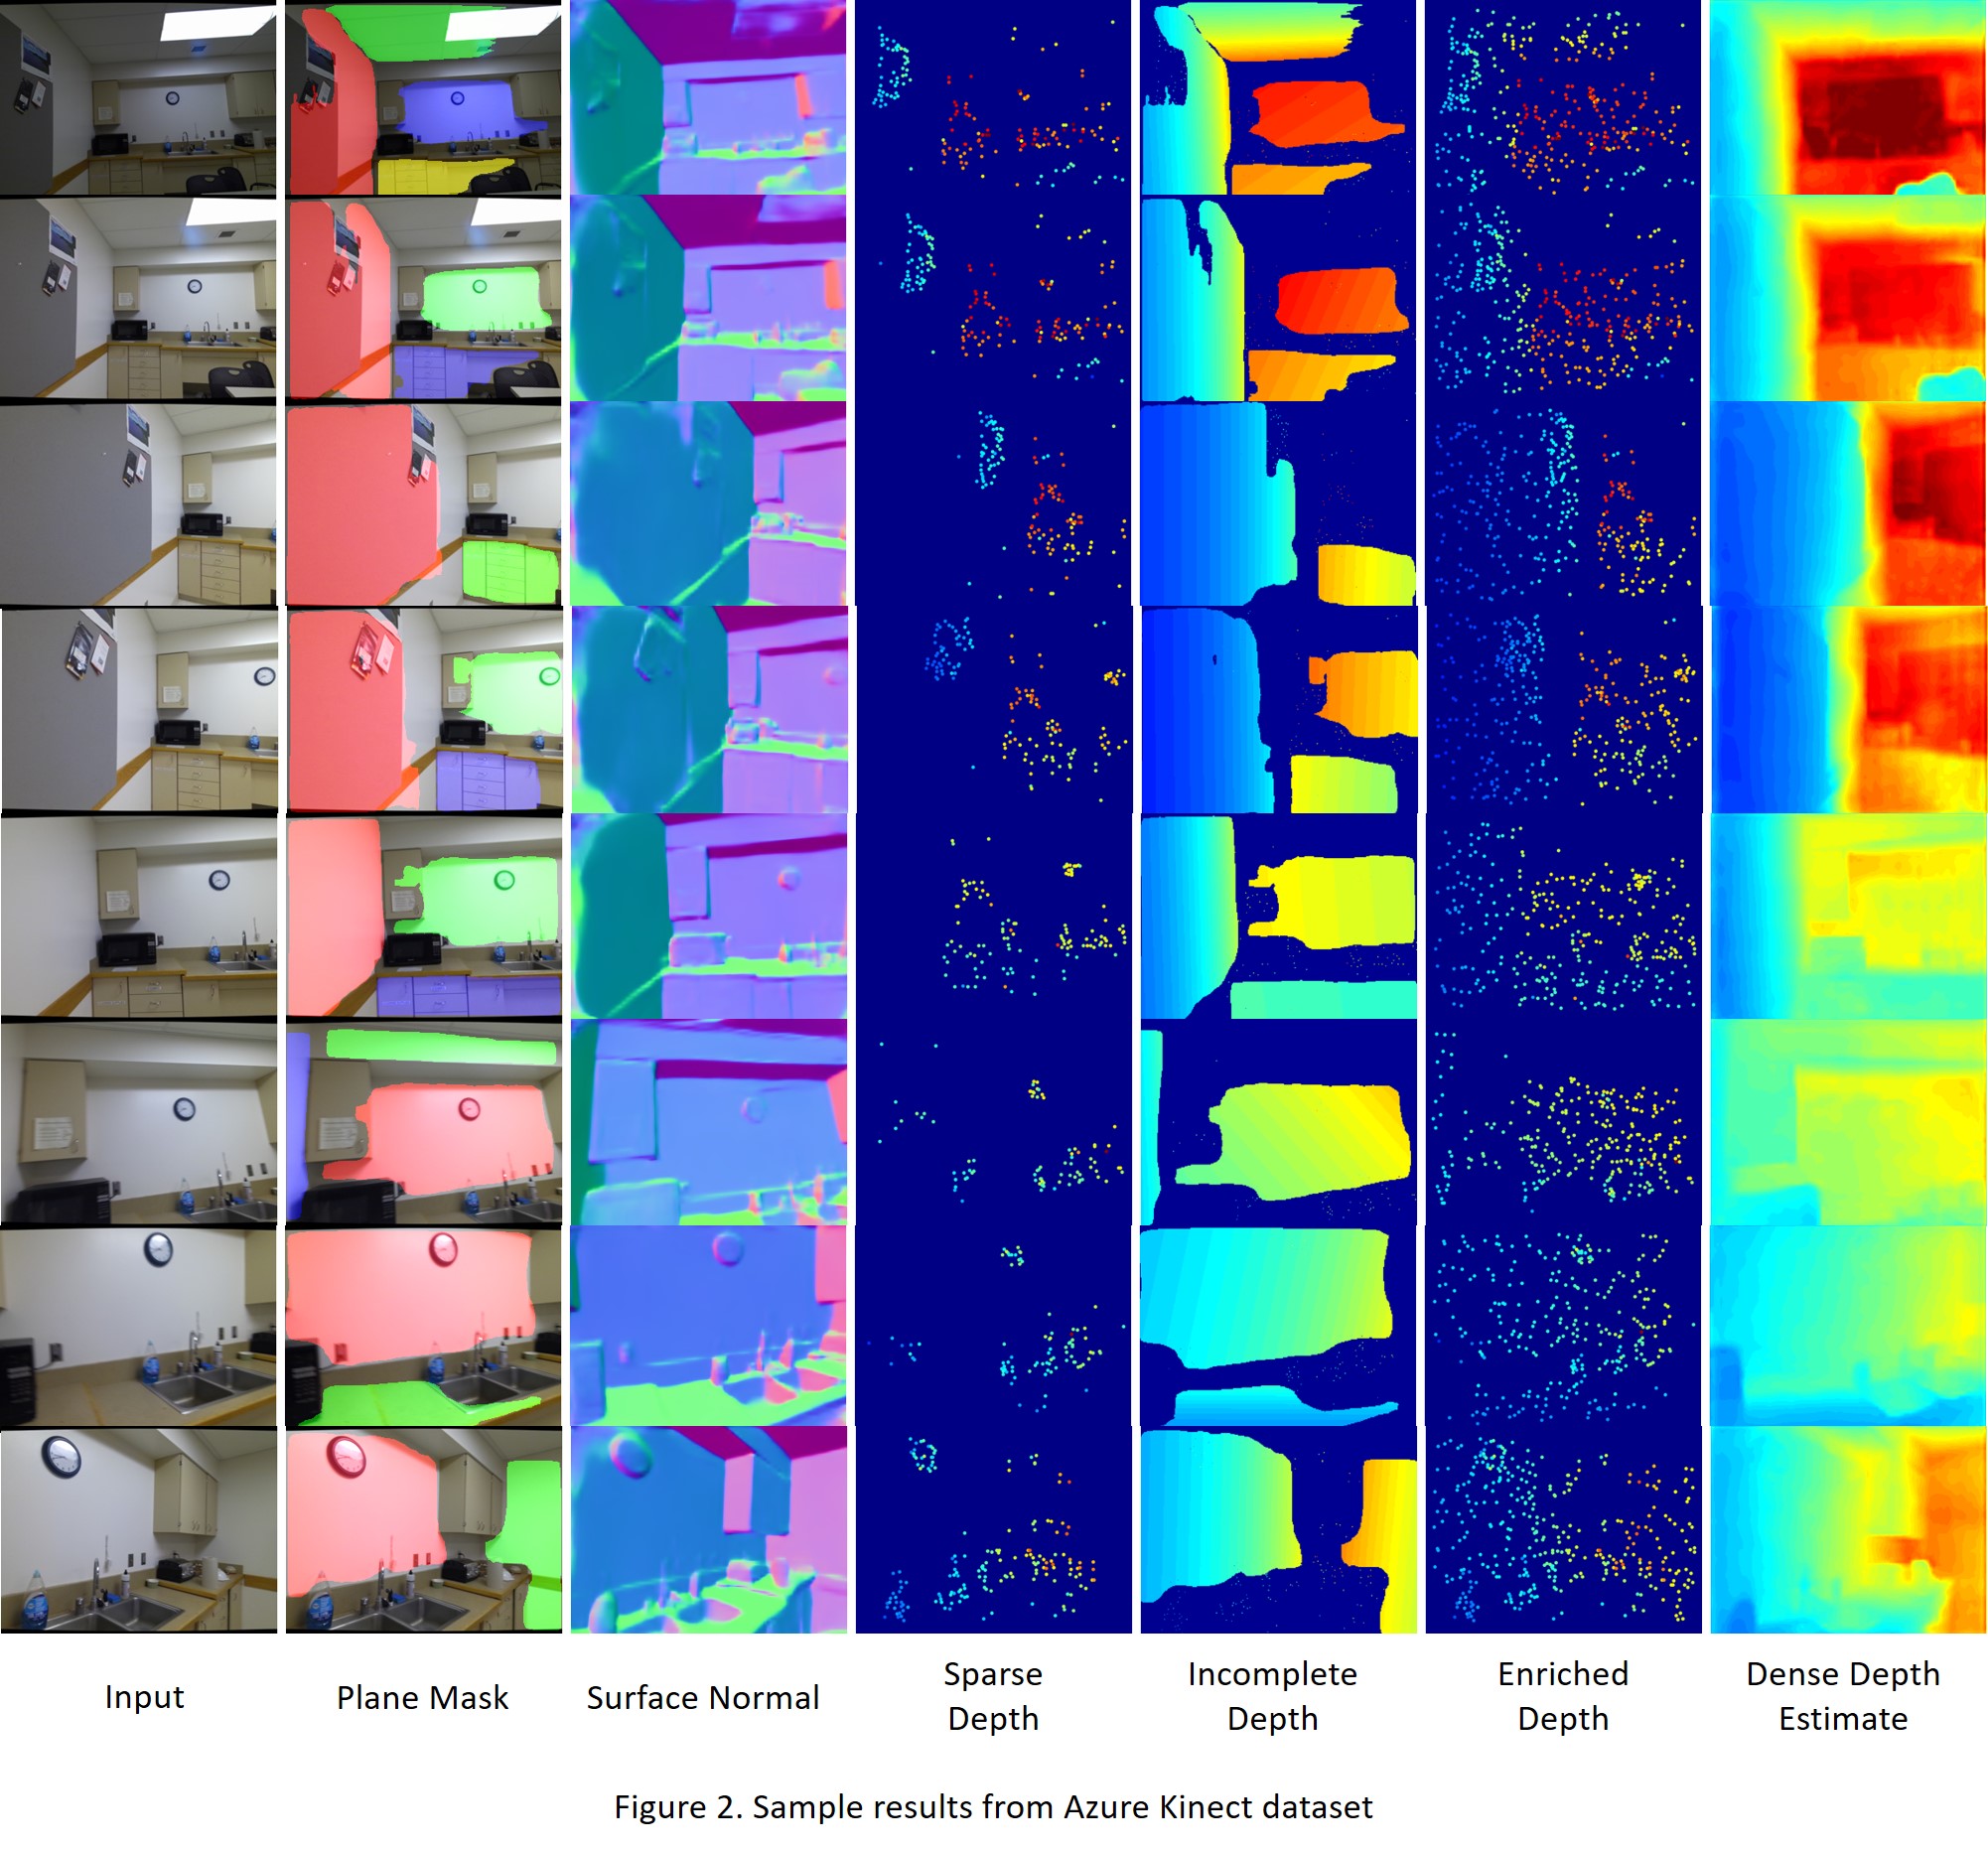 Input
Plane Mask
Surface Normal
Sparse
Depth
Incomplete
Depth
Enriched
Depth
Dense Depth
Estimate
Figure 2. Sample results from Azure Kinect dataset